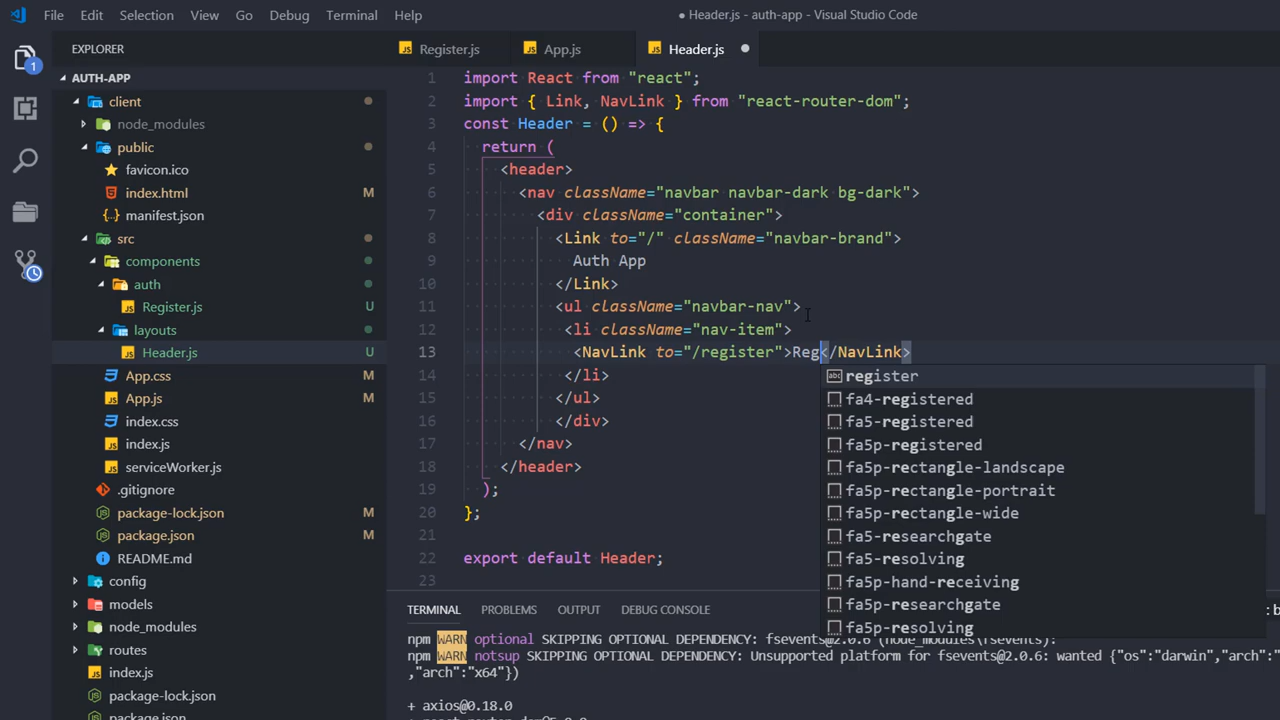 File Edit Selection View Go Debug Terminal Help ● Header.js - auth-app - Visual Studio Code
EXPLORER
AUTH-APP
client
node_modules
public
favicon.ico
index.html M
manifest.json
src
components
auth
Register.js U
layouts
Header.js U
App.css M
App.js M
index.css
index.js
serviceWorker.js
.gitignore
package-lock.json M
package.json M
README.md
config
models
node_modules
routes
index.js
package-lock.json
package.json
1
Register.js App.js Header.js ●
1 import React from "react";
2 import { Link, NavLink } from "react-router-dom";
3 const Header = () => {
4 return (
5 <header>
6 <nav className="navbar navbar-dark bg-dark">
7 <div className="container">
8 <Link to="/" className="navbar-brand">
9 Auth App
10 </Link>
11 <ul className="navbar-nav">
12 <li className="nav-item">
13 <NavLink to="/register">Reg</NavLink>
14 </li>
15 </ul>
16 </div>
17 </nav>
18 </header>
19 );
20 };
21
22 export default Header;
23
abc register
fa4-registered
fa5-registered
fa5p-registered
fa5p-rectangle-landscape
fa5p-rectangle-portrait
fa5p-rectangle-wide
fa5-researchgate
fa5-resolving
fa5p-hand-receiving
fa5p-researchgate
fa5p-resolving
TERMINAL PROBLEMS OUTPUT DEBUG CONSOLE
npm WARN optional SKIPPING OPTIONAL DEPENDENCY: fsevents@2.0.6 (node_modules\fsevents):
npm WARN notsup SKIPPING OPTIONAL DEPENDENCY: Unsupported platform for fsevents@2.0.6: wanted {"os":"darwin","arch":"
,"arch":"x64"})
+ axios@0.18.0